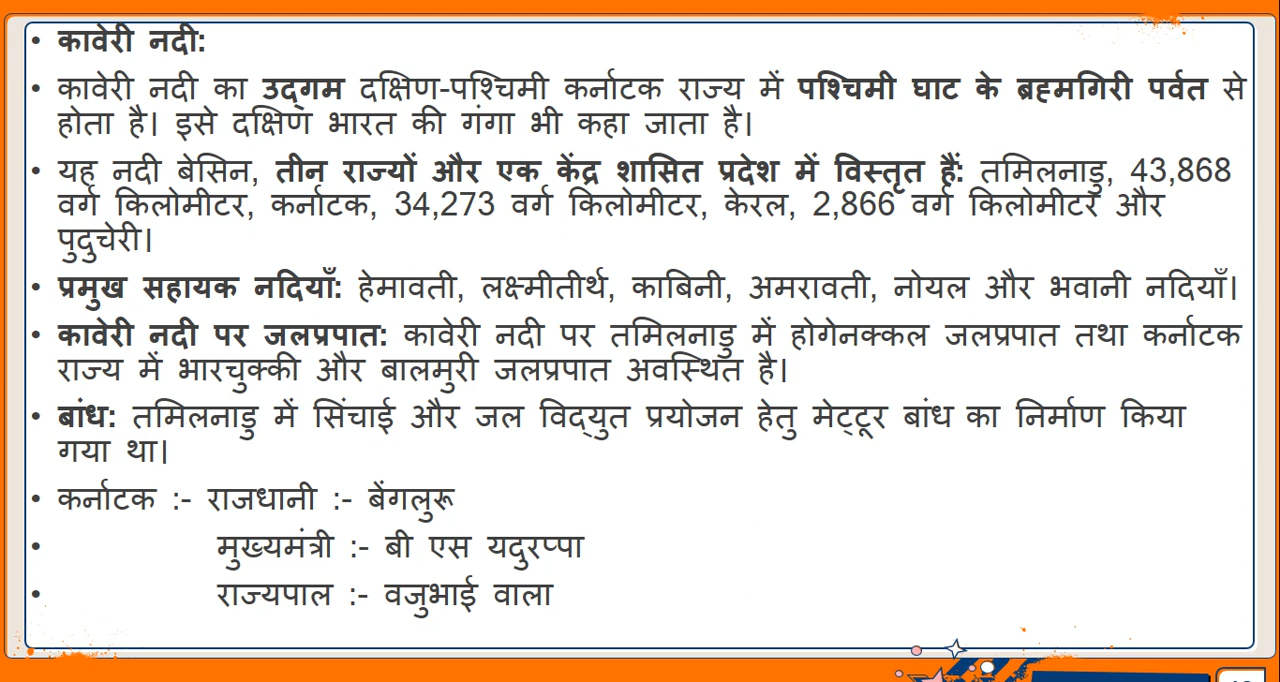 • कावेरी नदी:
• कावेरी नदी का उद्गम दक्षिण-पश्चिमी कर्नाटक राज्य में पश्चिमी घाट के ब्रह्मगिरी पर्वत से
होता है। इसे दक्षिण भारत की गंगा भी कहा जाता है।
• यह नदी बेसिन, तीन राज्यों और एक केंद्र शासित प्रदेश में विस्तृत हैं: तमिलनाडु, 43,868
वर्ग किलोमीटर, कर्नाटक, 34,273 वर्ग किलोमीटर, केरल, 2,866 वर्ग किलोमीटर और
पुदुचेरी।
• प्रमुख सहायक नदियाँ: हेमावती, लक्ष्मीतीर्थ, काबिनी, अमरावती, नोयल और भवानी नदियाँ।
• कावेरी नदी पर जलप्रपात: कावेरी नदी पर तमिलनाडु में होगेनक्कल जलप्रपात तथा कर्नाटक
राज्य में भारचुक्की और बालमुरी जलप्रपात अवस्थित है।
• बांध: तमिलनाडु में सिंचाई और जल विद्युत प्रयोजन हेतु मेट्टूर बांध का निर्माण किया
गया था।
• कर्नाटक :- राजधानी :- बेंगलुरू
• मुख्यमंत्री :- बी एस यदुरप्पा
• राज्यपाल :- वजुभाई वाला